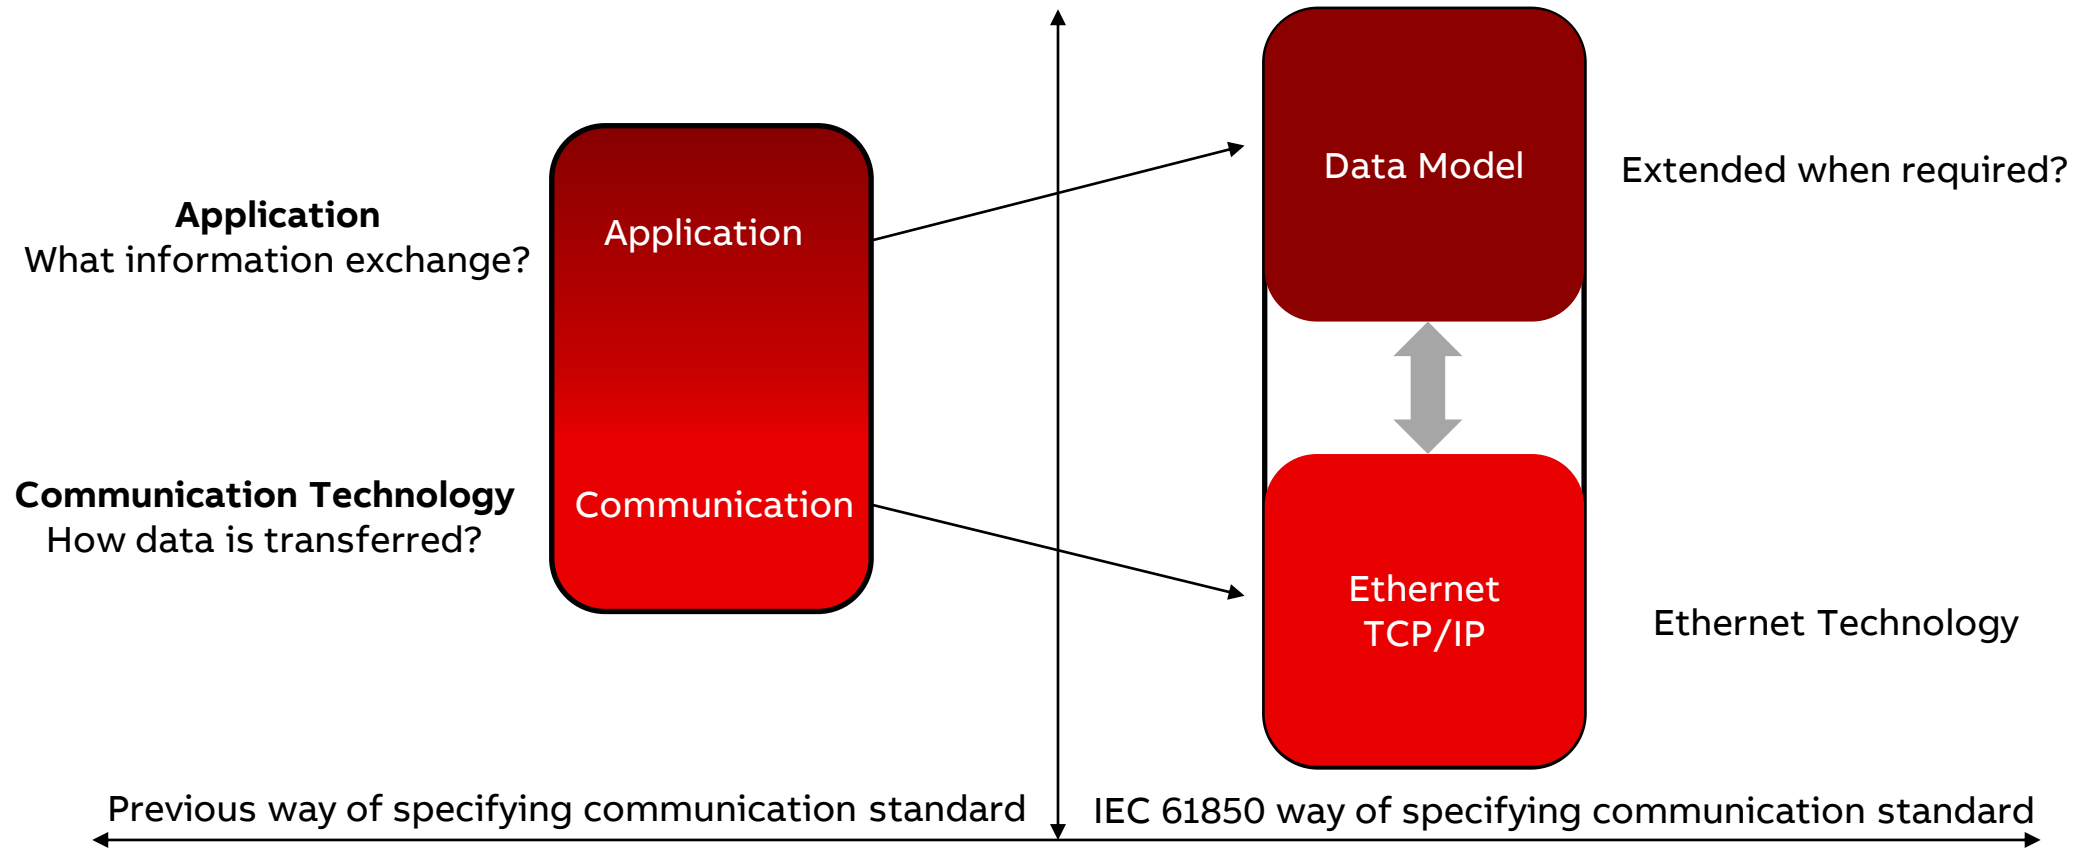 Application
What information exchange?
Communication Technology
How data is transferred?
Application
Communication
Previous way of specifying communication standard
Data Model
Extended when required?
Ethernet
TCP/IP
Ethernet Technology
IEC 61850 way of specifying communication standard